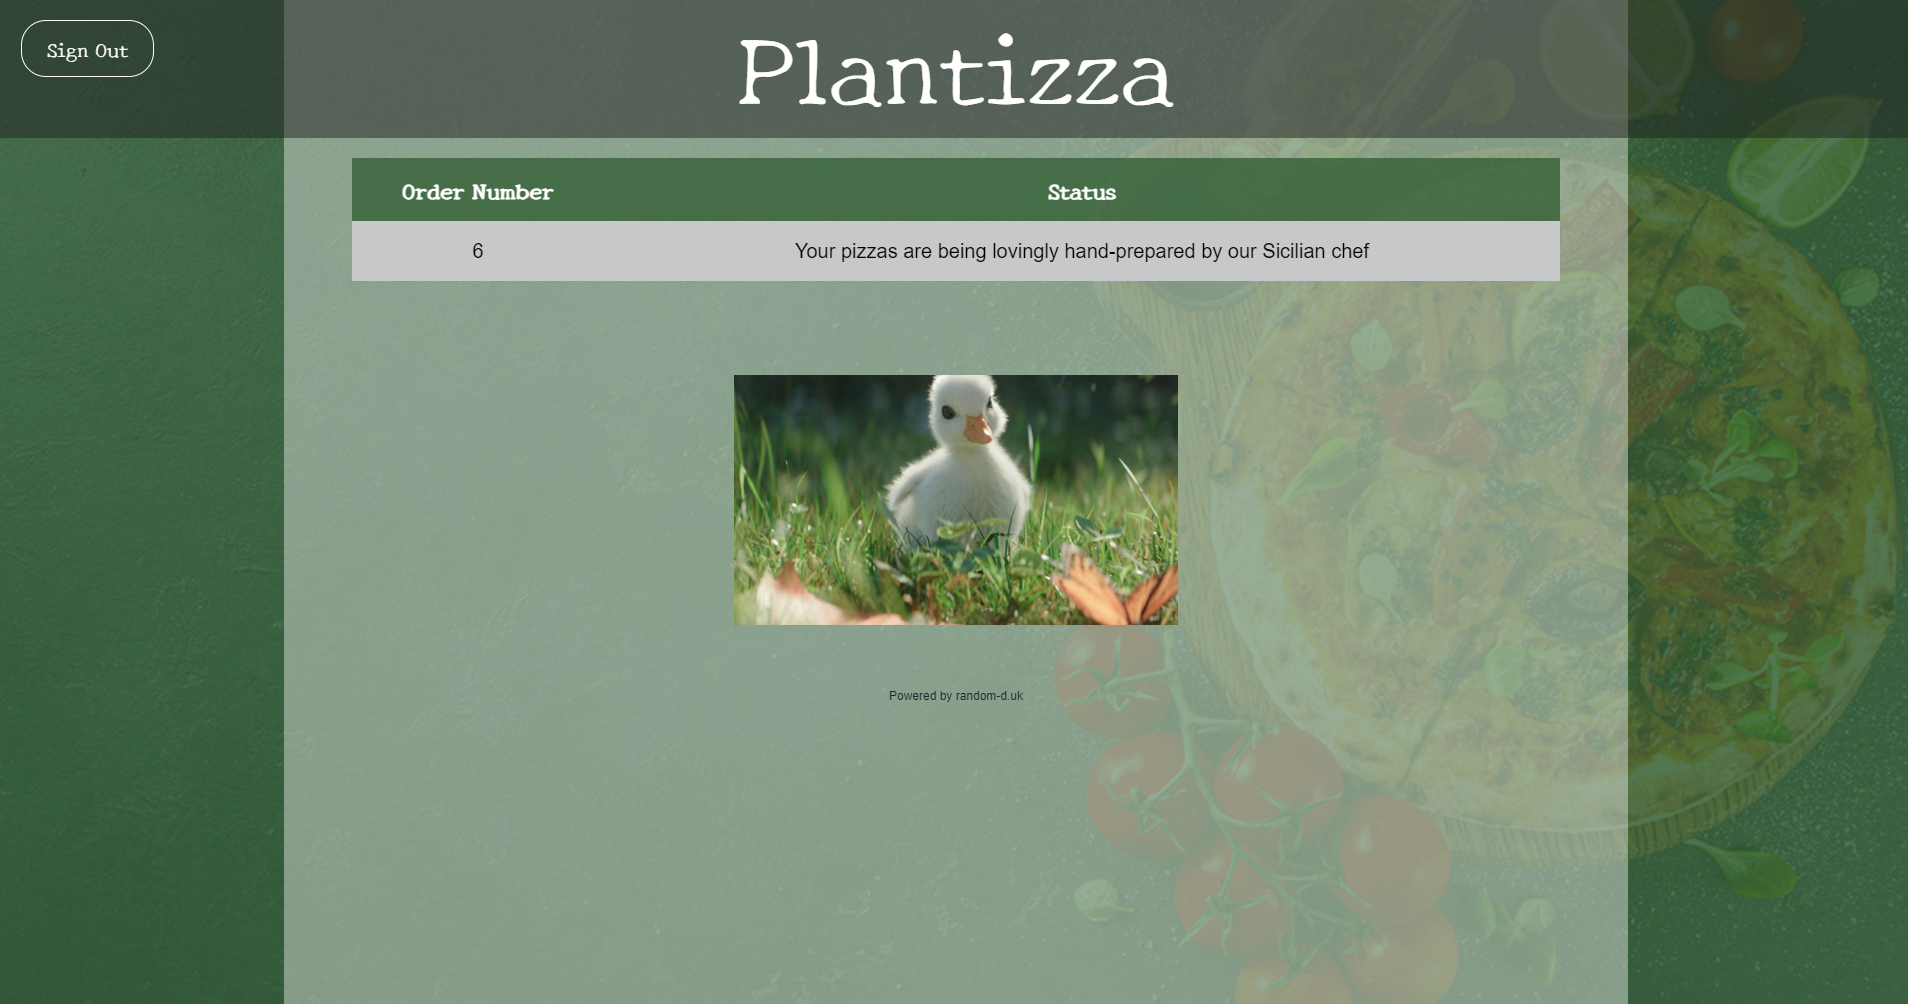 Sign Out
Plantizza
Order Number Status
6 Your pizzas are being lovingly hand-prepared by our Sicilian chef
Powered by random-d.uk